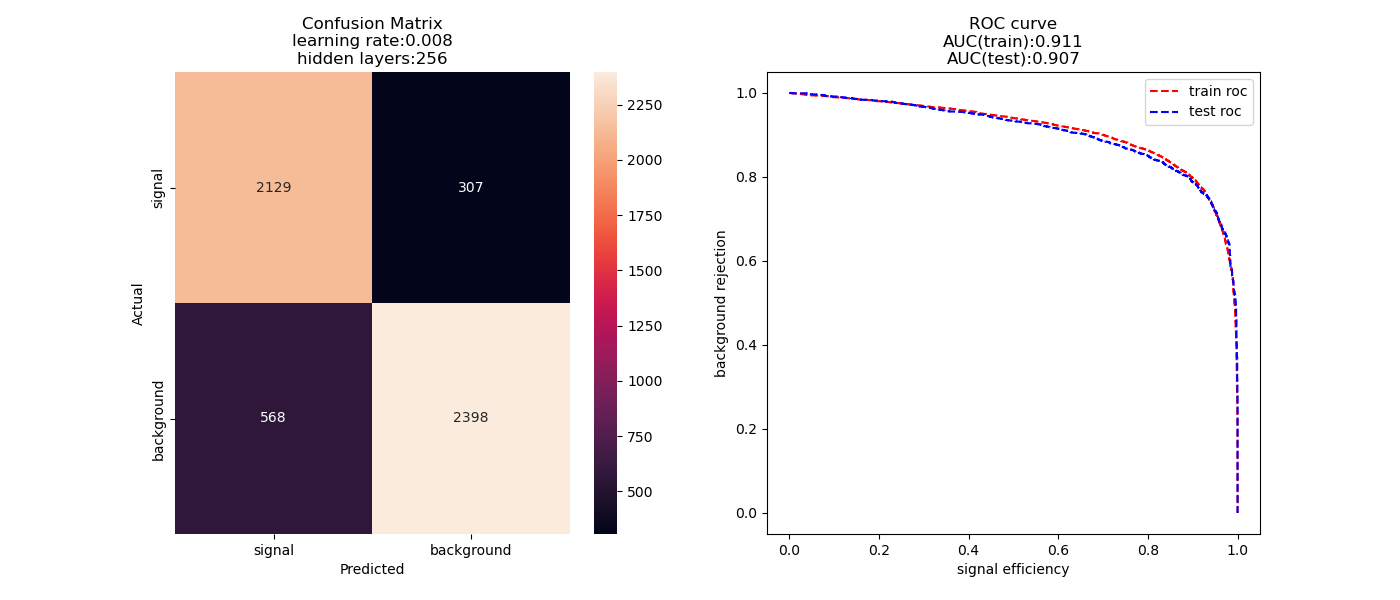 Confusion Matrix
learning rate:0.008
hidden layers:256
signal
background
Actual
2129
307
568
2398
signal
background
Predicted
2250
2000
1750
1500
1250
1000
750
500
ROC curve
AUC(train):0.911
AUC(test):0.907
train roc
test roc
background rejection
1.0
0.8
0.6
0.4
0.2
0.0
0.0 0.2 0.4 0.6 0.8 1.0
signal efficiency